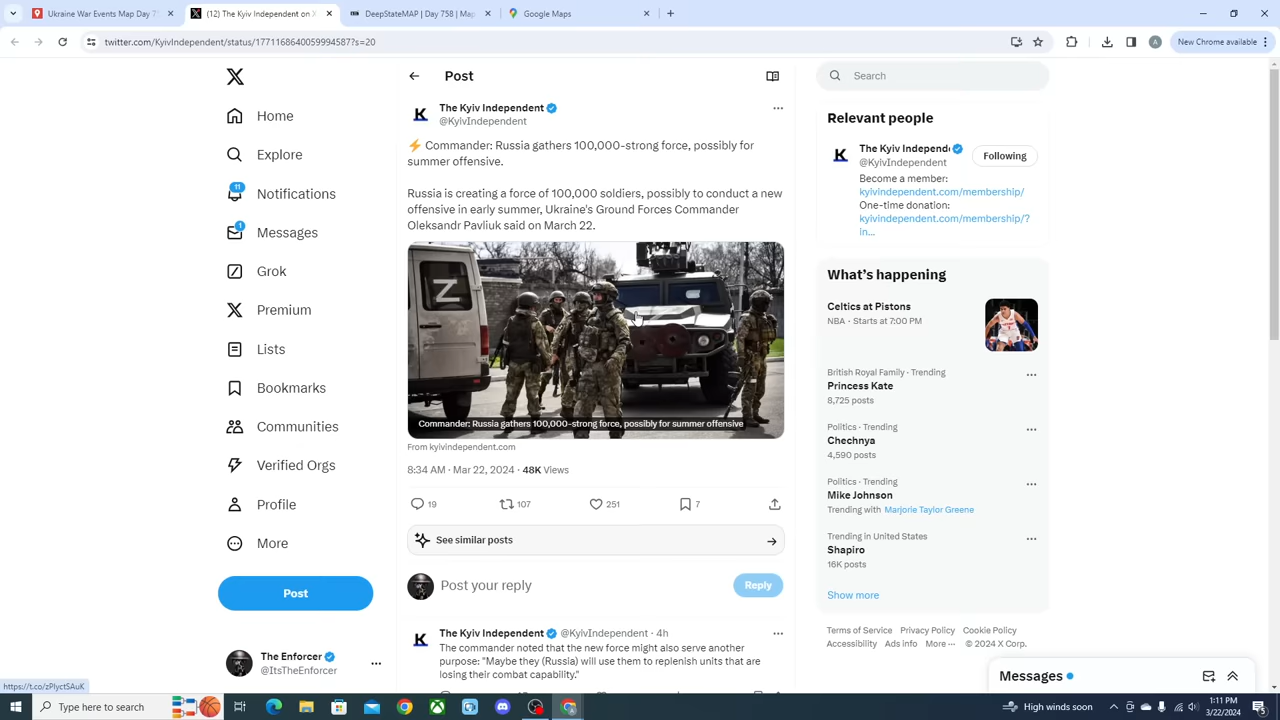 Ukraine War Events Map Day 7
(12) The Kyiv Independent on X
DeepStateMAP | Day 758 | Map
Google Maps
twitter.com/KyivIndependent/status/1771168640059994587?s=20
New Chrome available
Post
Search
Home
Explore
11
Notifications
1
Messages
Grok
Premium
Lists
Bookmarks
Communities
Verified Orgs
Profile
More
Post
The Enforcer
@ItsTheEnforcer
The Kyiv Independent
@KyivIndependent
⚡ Commander: Russia gathers 100,000-strong force, possibly for
summer offensive.
Russia is creating a force of 100,000 soldiers, possibly to conduct a new
offensive in early summer, Ukraine's Ground Forces Commander
Oleksandr Pavliuk said on March 22.
Z
Commander: Russia gathers 100,000-strong force, possibly for summer offensive
From kyivindependent.com
8:34 AM · Mar 22, 2024 · 48K Views
19 107 251 7
See similar posts
Post your reply
Reply
The Kyiv Independent @KyivIndependent · 4h
The commander noted that the new force might also serve another
purpose: "Maybe they (Russia) will use them to replenish units that are
losing their combat capability."
Relevant people
The Kyiv Independ
@KyivIndependent
Following
Become a member:
kyivindependent.com/membership/
One-time donation:
kyivindependent.com/membership/?
in...
What's happening
Celtics at Pistons
NBA · Starts at 7:00 PM
British Royal Family · Trending
Princess Kate
8,725 posts
Politics · Trending
Chechnya
4,590 posts
Politics · Trending
Mike Johnson
Trending with Marjorie Taylor Greene
Trending in United States
Shapiro
16K posts
Show more
Terms of Service Privacy Policy Cookie Policy
Accessibility Ads info More ··· © 2024 X Corp.
Messages
https://t.co/zPlyctSAuK
Type here to search
High winds soon
1:11 PM
3/22/2024